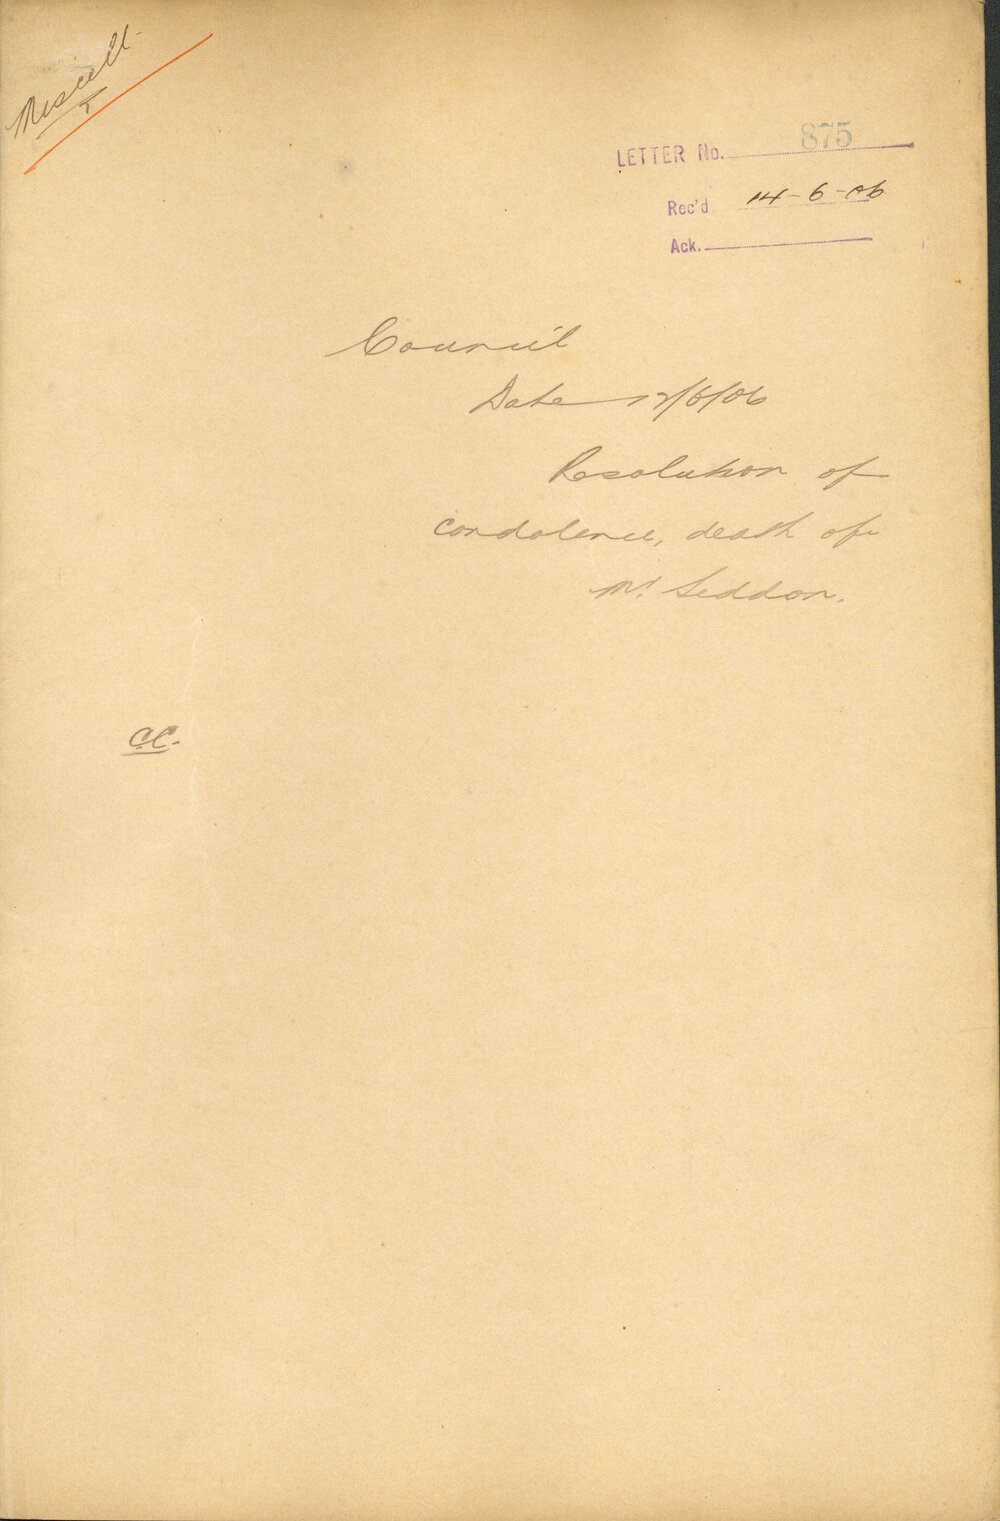 Miscell
LETTER No. 875
Rec'd 14-6-06
Ack.
Council
Date 12/6/06
Resolution of
condolence, death of
Mr Seddon.
CC.